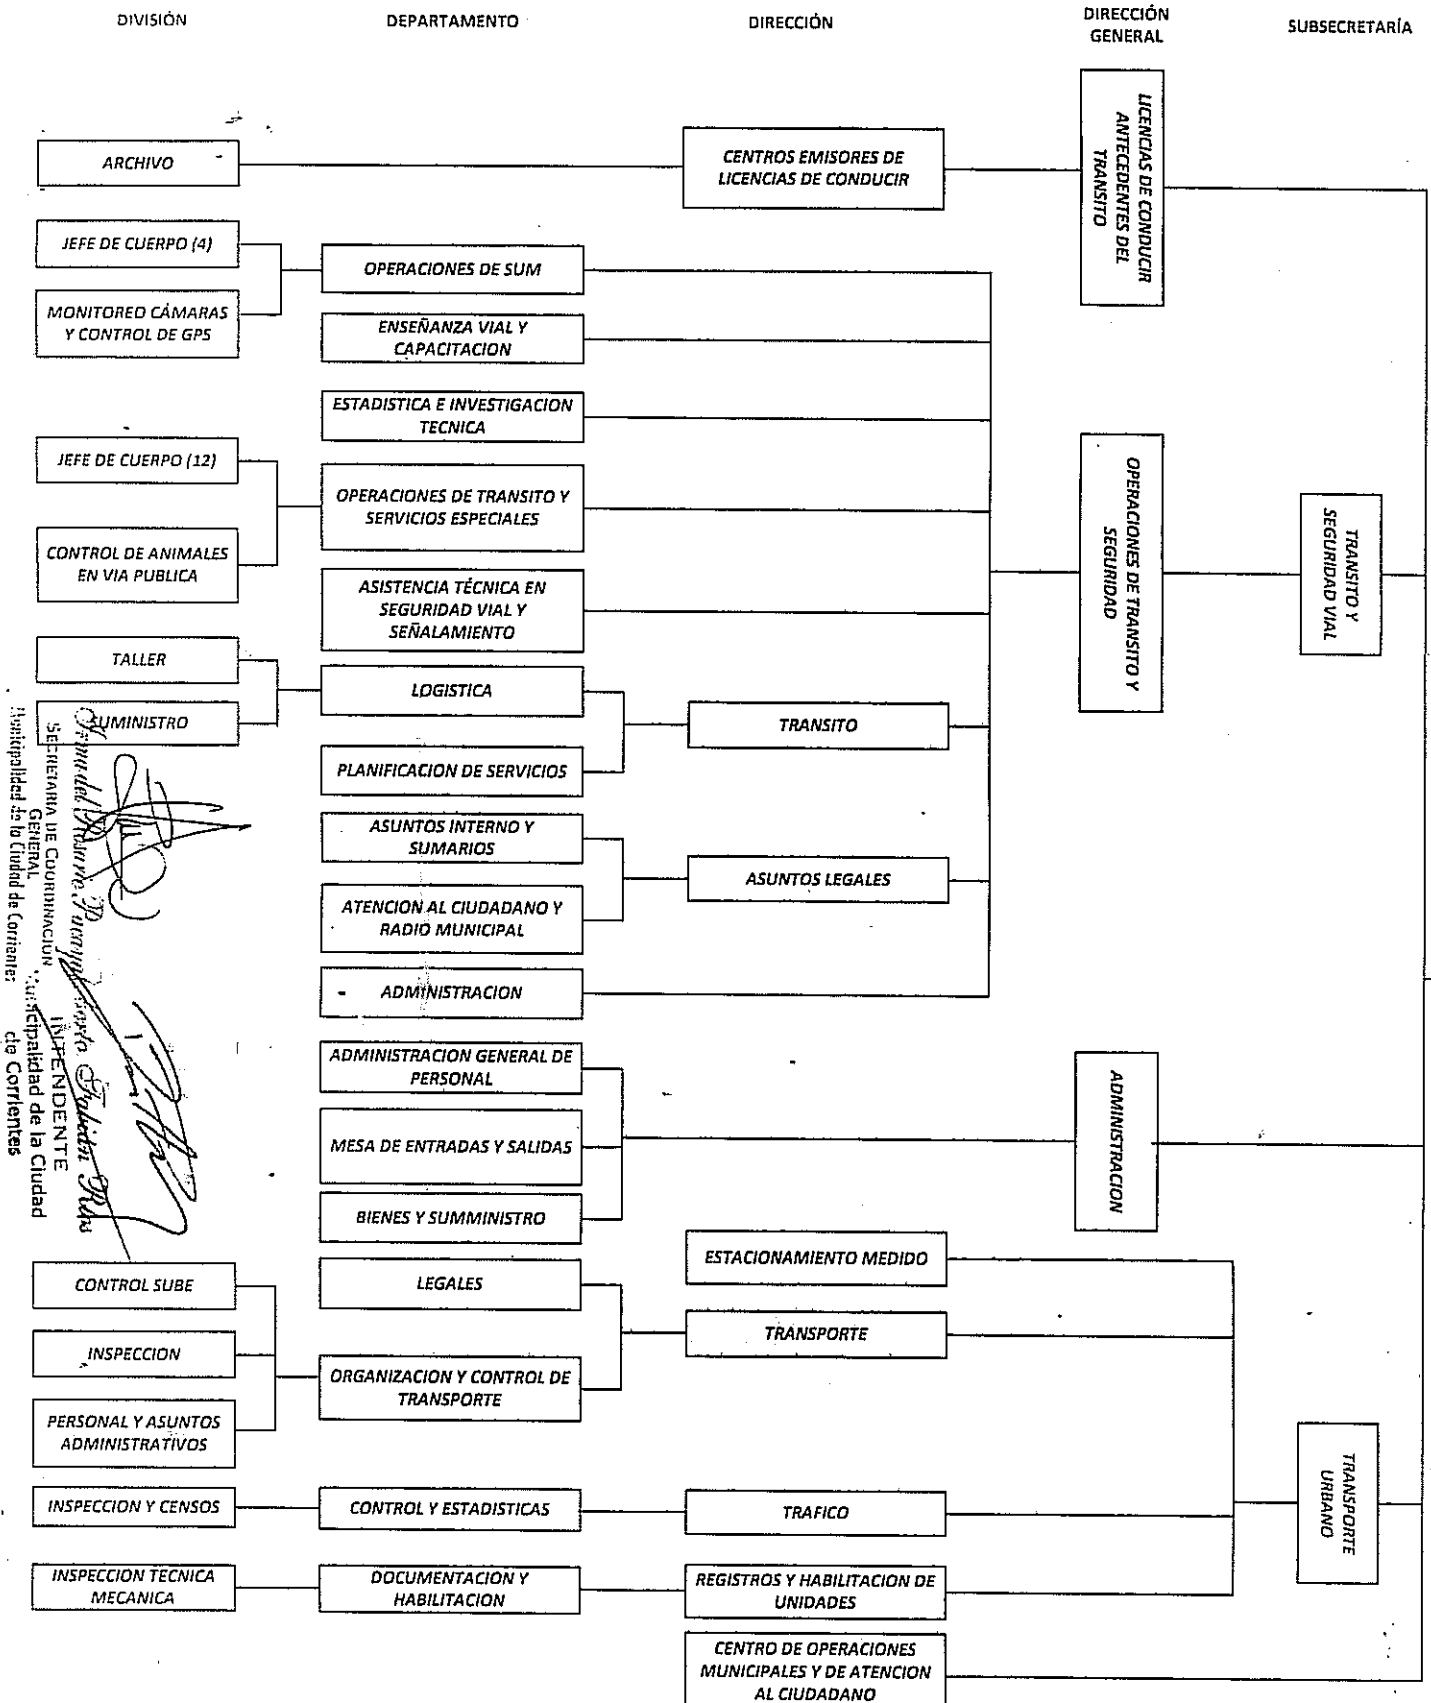 DIVISIÓN
DEPARTAMENTO
DIRECCIÓN
DIRECCIÓN
GENERAL
SUBSECRETARÍA
LICENCIAS DE CONDUCIR
ANTECEDENTES DEL
TRANSITO
ARCHIVO
CENTROS EMISORES DE
LICENCIAS DE CONDUCIR
JEFE DE CUERPO (4)
OPERACIONES DE SUM
MONITOREO CÁMARAS
Y CONTROL DE GPS
ENSEÑANZA VIAL Y
CAPACITACION
ESTADISTICA E INVESTIGACION
TECNICA
JEFE DE CUERPO (12)
OPERACIONES DE TRANSITO Y
SERVICIOS ESPECIALES
CONTROL DE ANIMALES
EN VIA PUBLICA
OPERACIONES DE TRANSITO Y
SEGURIDAD
TRANSITO Y
SEGURIDAD VIAL
ASISTENCIA TÉCNICA EN
SEGURIDAD VIAL Y
SEÑALAMIENTO
TALLER
LOGISTICA
SUMINISTRO
TRANSITO
PLANIFICACION DE SERVICIOS
ASUNTOS INTERNO Y
SUMARIOS
ASUNTOS LEGALES
ATENCION AL CIUDADANO Y
RADIO MUNICIPAL
ADMINISTRACION
SECRETARIA DE COORDINACION
GENERAL
Municipalidad de la Ciudad de Corrientes
Fabián Ríos
INTENDENTE
Municipalidad de la Ciudad
de Corrientes
ADMINISTRACION GENERAL DE
PERSONAL
MESA DE ENTRADAS Y SALIDAS
BIENES Y SUMMINISTRO
ADMINISTRACION
ESTACIONAMIENTO MEDIDO
CONTROL SUBE
LEGALES
TRANSPORTE
INSPECCION
ORGANIZACION Y CONTROL DE
TRANSPORTE
PERSONAL Y ASUNTOS
ADMINISTRATIVOS
TRANSPORTE
URBANO
INSPECCION Y CENSOS
CONTROL Y ESTADISTICAS
TRAFICO
INSPECCION TECNICA
MECANICA
DOCUMENTACION Y
HABILITACION
REGISTROS Y HABILITACION DE
UNIDADES
CENTRO DE OPERACIONES
MUNICIPALES Y DE ATENCION
AL CIUDADANO